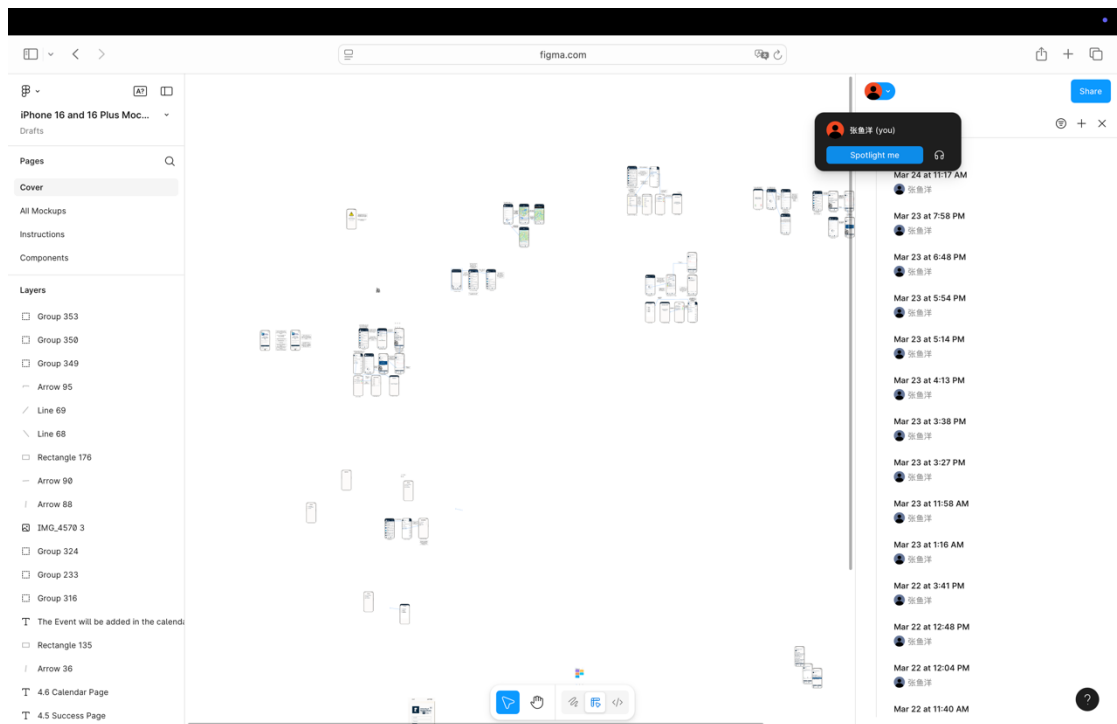 figma.com
A?
iPhone 16 and 16 Plus Moc...
Drafts
Share
张鱼洋 (you)
Spotlight me
Pages
Cover
All Mockups
Instructions
Components
Layers
Group 353
Group 350
Group 349
Arrow 95
Line 69
Line 68
Rectangle 176
Arrow 90
Arrow 88
IMG_4570 3
Group 324
Group 233
Group 316
The Event will be added in the calenda
Rectangle 135
Arrow 36
4.6 Calendar Page
4.5 Success Page
Mar 24 at 11:17 AM
张鱼洋
Mar 23 at 7:58 PM
张鱼洋
Mar 23 at 6:48 PM
张鱼洋
Mar 23 at 5:54 PM
张鱼洋
Mar 23 at 5:14 PM
张鱼洋
Mar 23 at 4:13 PM
张鱼洋
Mar 23 at 3:38 PM
张鱼洋
Mar 23 at 3:27 PM
张鱼洋
Mar 23 at 11:58 AM
张鱼洋
Mar 23 at 1:16 AM
张鱼洋
Mar 22 at 3:41 PM
张鱼洋
Mar 22 at 12:48 PM
张鱼洋
Mar 22 at 12:04 PM
张鱼洋
Mar 22 at 11:40 AM
?